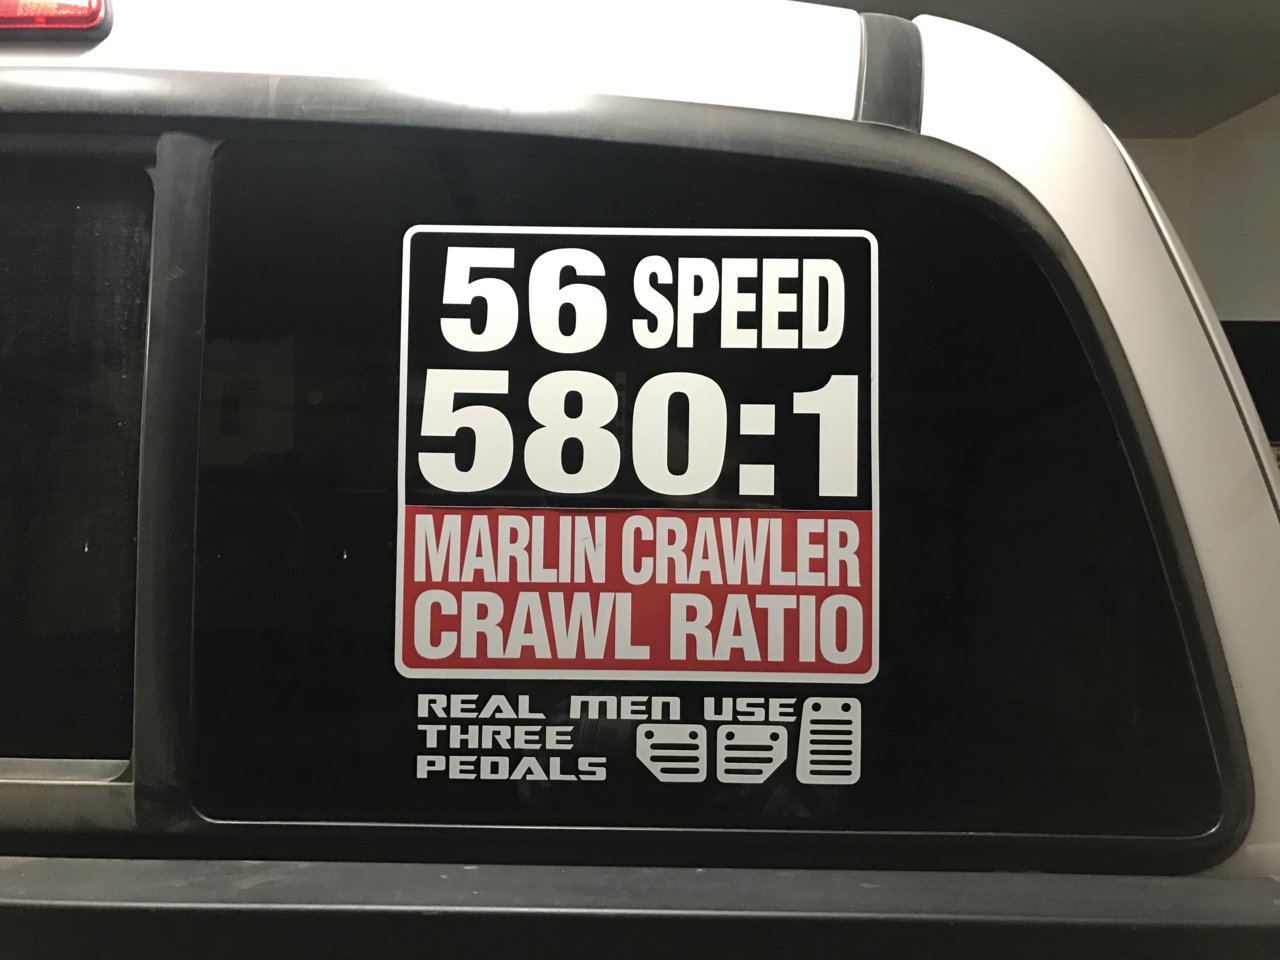 56 SPEED
580:1
MARLIN CRAWLER
CRAWL RATIO
REAL MEN USE
THREE
PEDALS